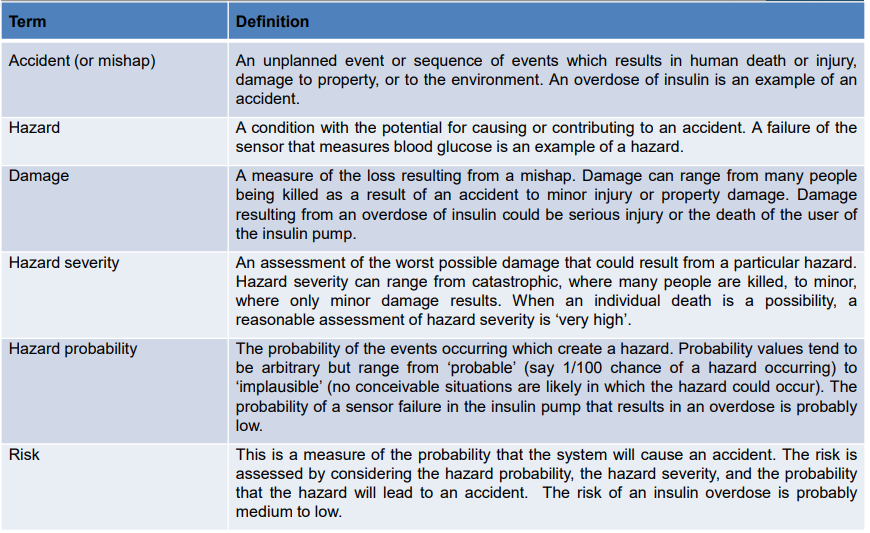 Term
Definition
Accident (or mishap)
An unplanned event or sequence of events which results in human death or injury,
damage to property, or to the environment. An overdose of insulin is an example of an
accident.
Hazard
A condition with the potential for causing or contributing to an accident. A failure of the
sensor that measures blood glucose is an example of a hazard.
Damage
A measure of the loss resulting from a mishap. Damage can range from many people
being killed as a result of an accident to minor injury or property damage. Damage
resulting from an overdose of insulin could be serious injury or the death of the user of
the insulin pump.
Hazard severity
An assessment of the worst possible damage that could result from a particular hazard.
Hazard severity can range from catastrophic, where many people are killed, to minor,
where only minor damage results. When an individual death is a possibility, a
reasonable assessment of hazard severity is ‘very high’.
Hazard probability
The probability of the events occurring which create a hazard. Probability values tend to
be arbitrary but range from ‘probable’ (say 1/100 chance of a hazard occurring) to
‘implausible’ (no conceivable situations are likely in which the hazard could occur). The
probability of a sensor failure in the insulin pump that results in an overdose is probably
low.
Risk
This is a measure of the probability that the system will cause an accident. The risk is
assessed by considering the hazard probability, the hazard severity, and the probability
that the hazard will lead to an accident. The risk of an insulin overdose is probably
medium to low.